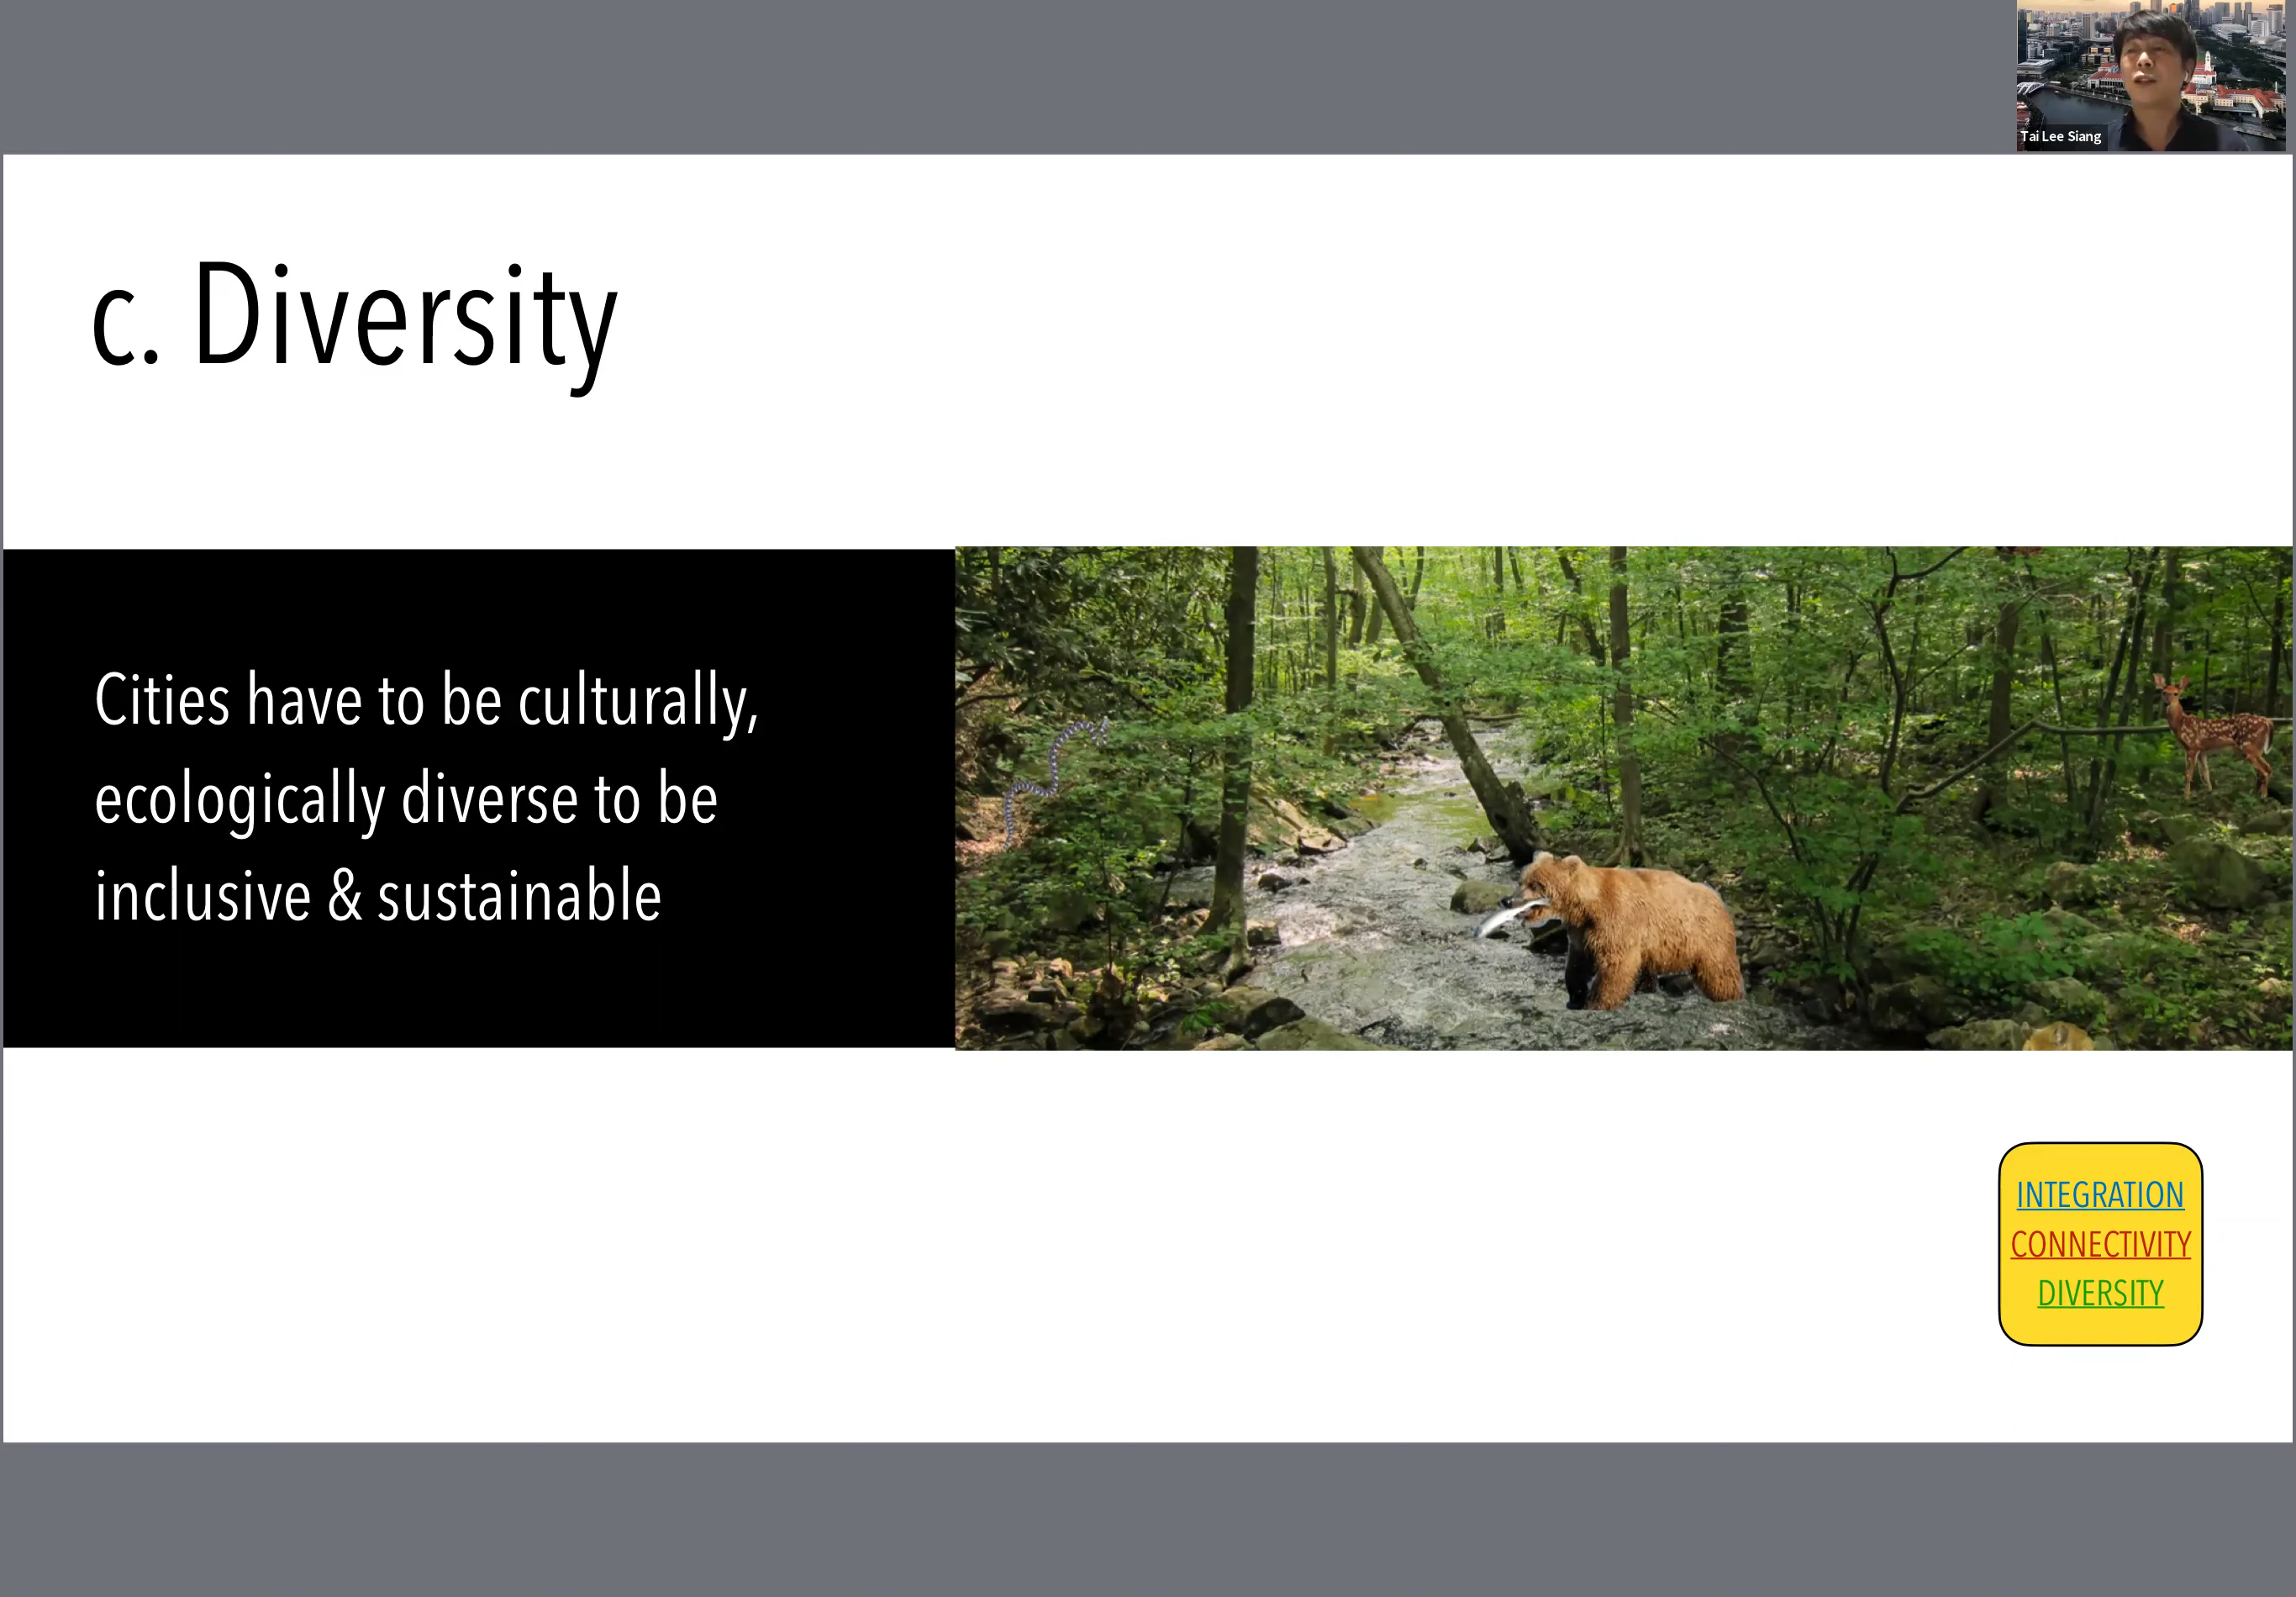 Tai Lee Siang
c. Diversity
Cities have to be culturally,
ecologically diverse to be
inclusive & sustainable
INTEGRATION
CONNECTIVITY
DIVERSITY